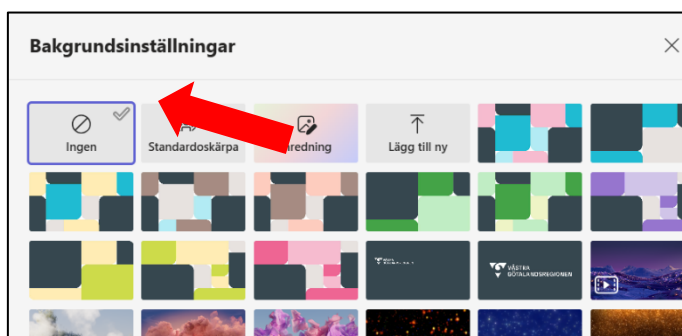 Bakgrundsinställningar
Ingen
Standardoskärpa
Lägg till ny
VÄSTRA
GÖTALANDSREGIONEN